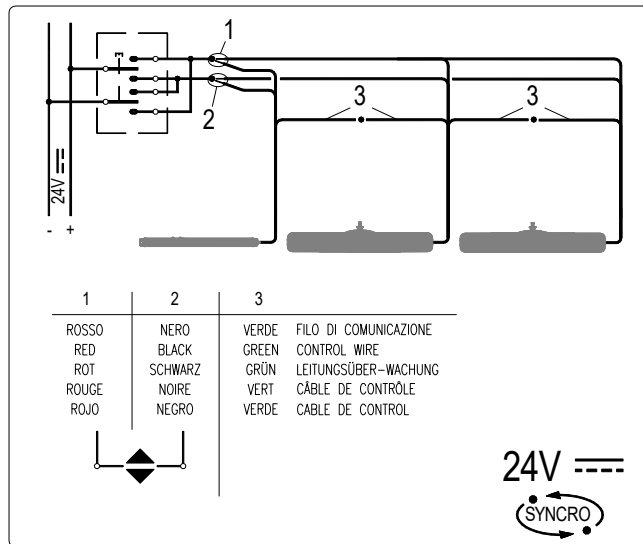 1
2
3
3
24V
- +
1 2 3
ROSSO NERO VERDE FILO DI COMUNICAZIONE
RED BLACK GREEN CONTROL WIRE
ROT SCHWARZ GRÜN LEITUNGSÜBER-WACHUNG
ROUGE NOIRE VERT CÂBLE DE CONTRÔLE
ROJO NEGRO VERDE CABLE DE CONTROL
24V
SYNCRO